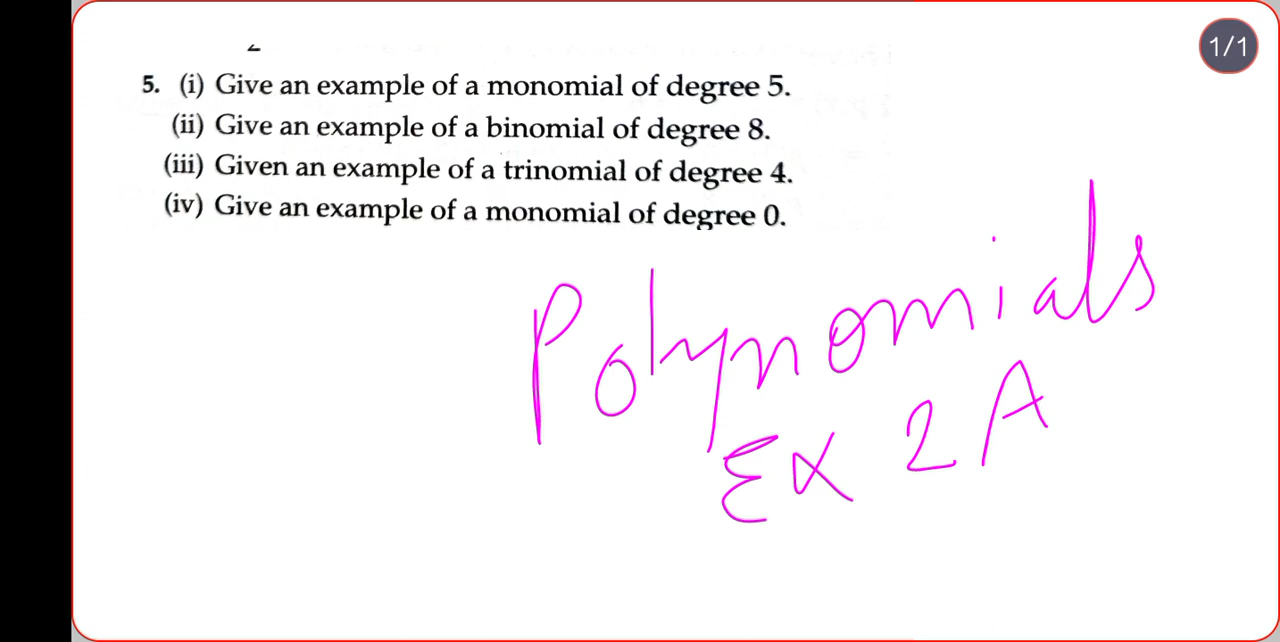 1/1
5. (i) Give an example of a monomial of degree 5.
(ii) Give an example of a binomial of degree 8.
(iii) Given an example of a trinomial of degree 4.
(iv) Give an example of a monomial of degree 0.
Polynomials
Ex 2A